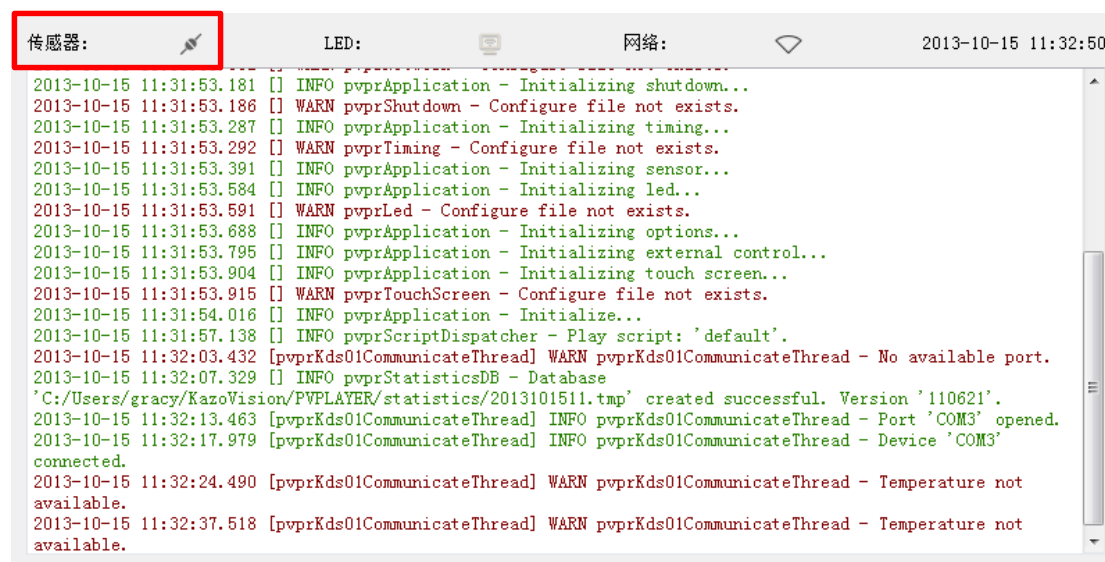 传感器:
LED:
网络:
2013-10-15 11:32:50
2013-10-15 11:31:53.181 [] INFO pvprApplication - Initializing shutdown...
2013-10-15 11:31:53.186 [] WARN pvprShutdown - Configure file not exists.
2013-10-15 11:31:53.287 [] INFO pvprApplication - Initializing timing...
2013-10-15 11:31:53.292 [] WARN pvprTiming - Configure file not exists.
2013-10-15 11:31:53.391 [] INFO pvprApplication - Initializing sensor...
2013-10-15 11:31:53.584 [] INFO pvprApplication - Initializing led...
2013-10-15 11:31:53.591 [] WARN pvprLed - Configure file not exists.
2013-10-15 11:31:53.688 [] INFO pvprApplication - Initializing options...
2013-10-15 11:31:53.795 [] INFO pvprApplication - Initializing external control...
2013-10-15 11:31:53.904 [] INFO pvprApplication - Initializing touch screen...
2013-10-15 11:31:53.915 [] WARN pvprTouchScreen - Configure file not exists.
2013-10-15 11:31:54.016 [] INFO pvprApplication - Initialize...
2013-10-15 11:31:57.138 [] INFO pvprScriptDispatcher - Play script: 'default'.
2013-10-15 11:32:03.432 [pvprKds01CommunicateThread] WARN pvprKds01CommunicateThread - No available port.
2013-10-15 11:32:07.329 [] INFO pvprStatisticsDB - Database
'C:/Users/gracy/KazoVision/PVPLAYER/statistics/2013101511.tmp' created successful. Version '110621'.
2013-10-15 11:32:13.463 [pvprKds01CommunicateThread] INFO pvprKds01CommunicateThread - Port 'COM3' opened.
2013-10-15 11:32:17.979 [pvprKds01CommunicateThread] INFO pvprKds01CommunicateThread - Device 'COM3'
connected.
2013-10-15 11:32:24.490 [pvprKds01CommunicateThread] WARN pvprKds01CommunicateThread - Temperature not
available.
2013-10-15 11:32:37.518 [pvprKds01CommunicateThread] WARN pvprKds01CommunicateThread - Temperature not
available.